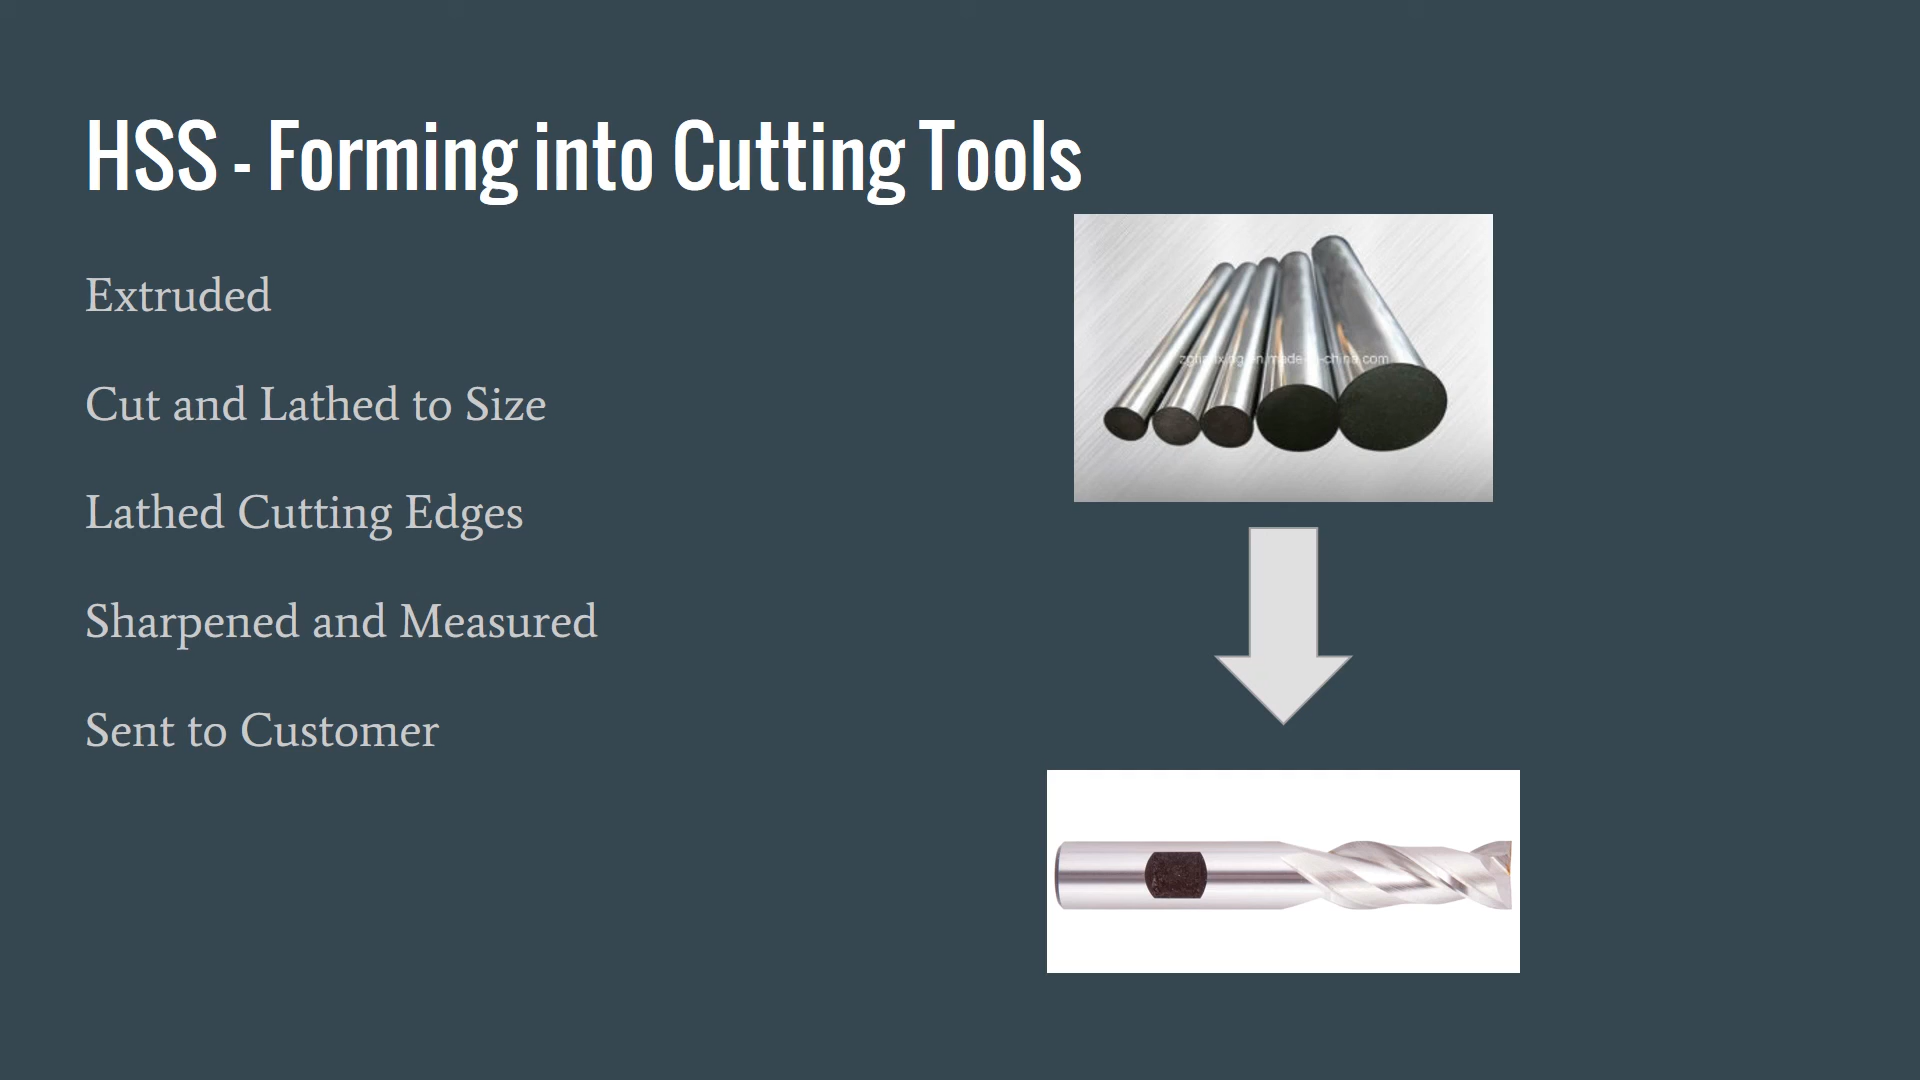 HSS - Forming into Cutting Tools
Extruded
Cut and Lathed to Size
Lathed Cutting Edges
Sharpened and Measured
Sent to Customer